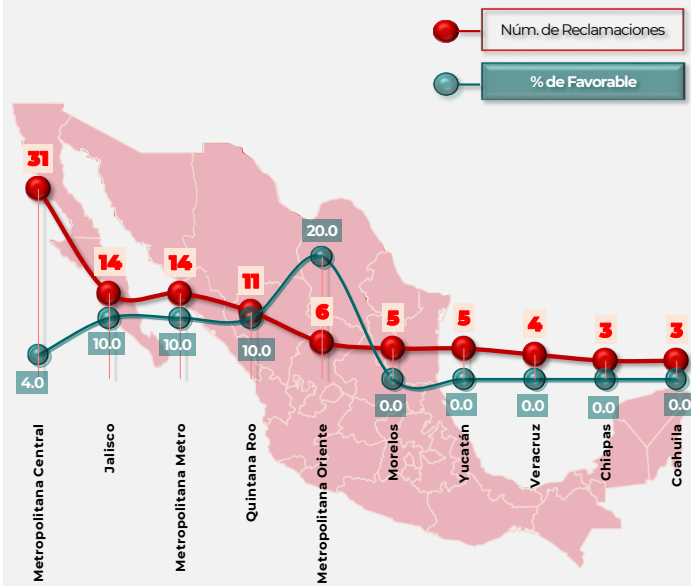 Núm. de Reclamaciones
% de Favorable
31
14
14
11
20.0
6
5
5
4
3
3
4.0
10.0
10.0
10.0
0.0
0.0
0.0
0.0
0.0
Metropolitana Central
Jalisco
Metropolitana Metro
Quintana Roo
Metropolitana Oriente
Morelos
Yucatán
Veracruz
Chiapas
Coahuila